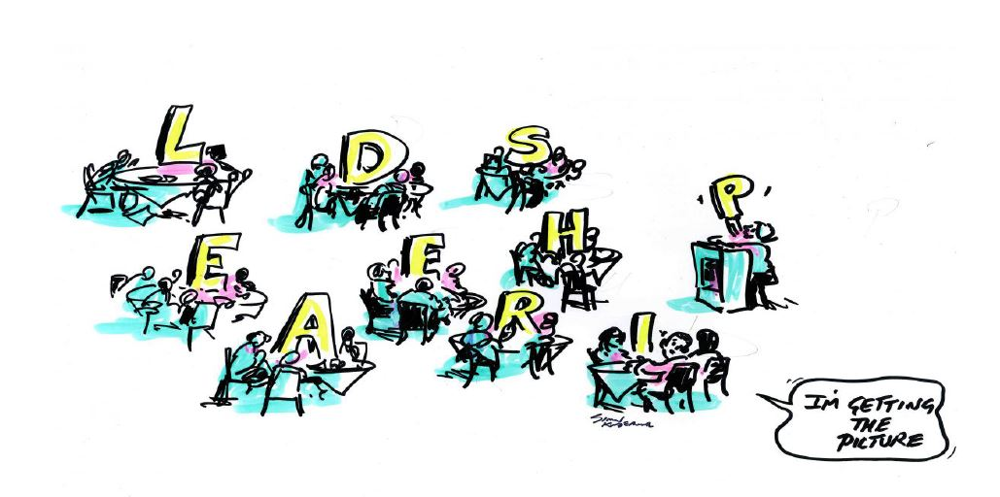 L D S P
E E H
A R I
I'M GETTING
THE
PICTURE